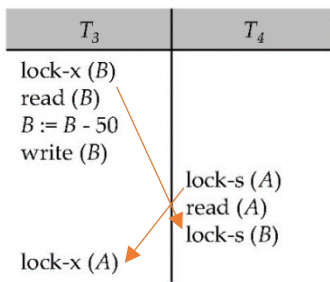 T3 T4
lock-x (B)
read (B)
B := B - 50
write (B)
lock-s (A)
read (A)
lock-s (B)
lock-x (A)